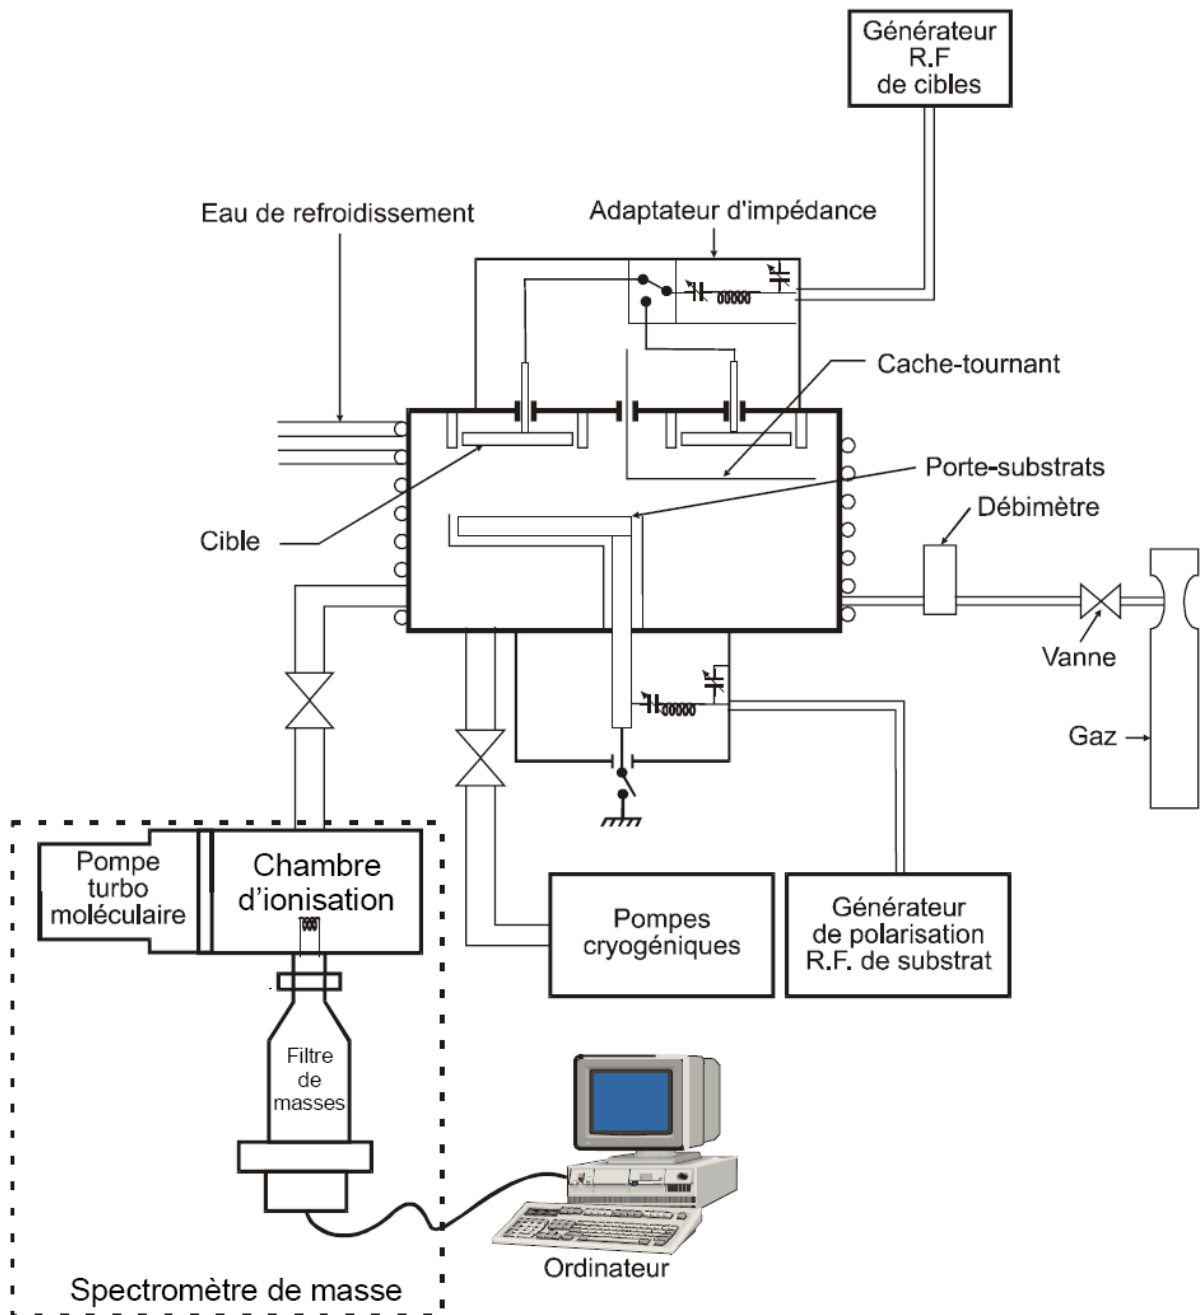 Générateur
R.F
de cibles
Eau de refroidissement
Adaptateur d'impédance
Cache-tournant
Porte-substrats
Débimètre
Cible
Vanne
Gaz
Pompe
turbo
moléculaire
Chambre
d'ionisation
Pompes
cryogéniques
Générateur
de polarisation
R.F. de substrat
Filtre
de
masses
Ordinateur
Spectromètre de masse